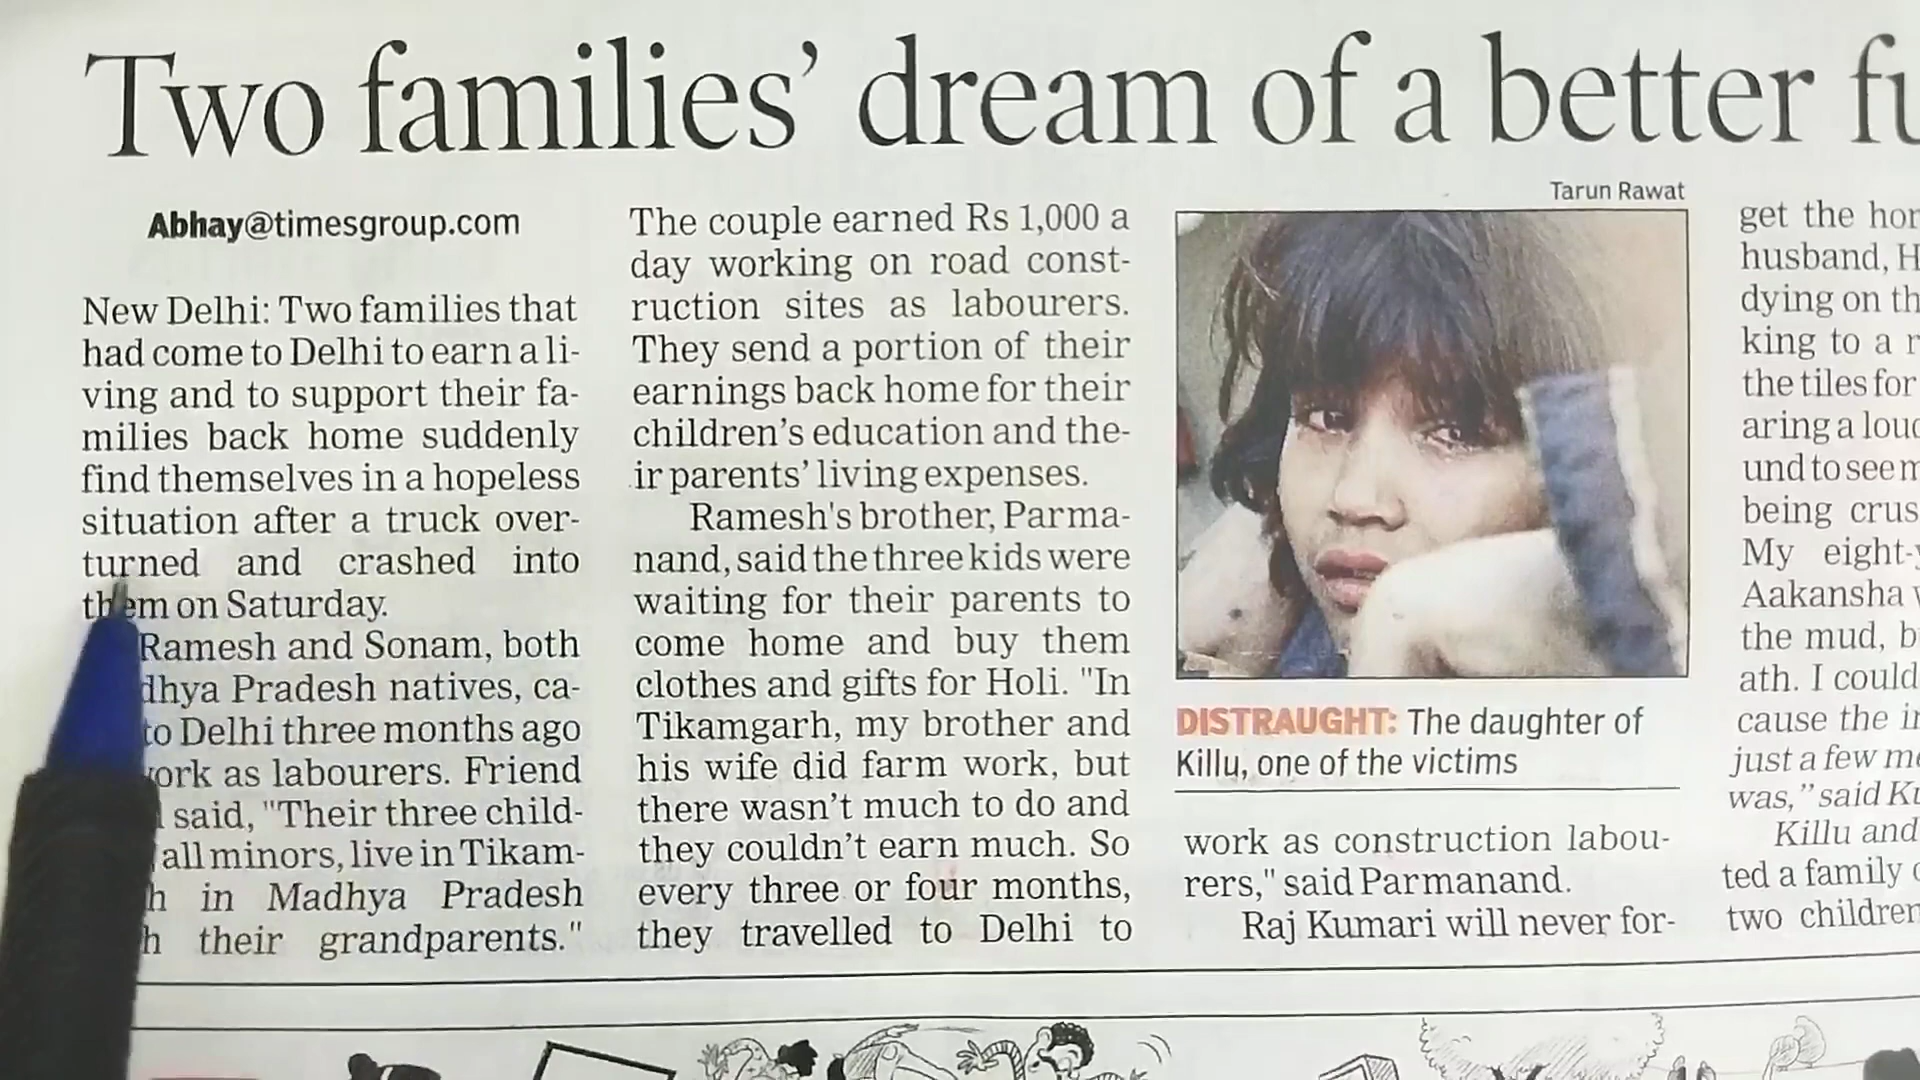 Two families’ dream of a better
Abhay@timesgroup.com
New Delhi: Two families that
had come to Delhi to earn a li-
ving and to support their fa-
milies back home suddenly
find themselves in a hopeless
situation after a truck over-
turned and crashed into
them on Saturday.
Ramesh and Sonam, both
Pradesh natives, ca-
to Delhi three months ago
as labourers. Friend
said, "Their three child-
all minors, live in Tikam-
in Madhya Pradesh
their grandparents."
The couple earned Rs 1,000 a
day working on road const-
ruction sites as labourers.
They send a portion of their
earnings back home for their
children’s education and the-
ir parents’ living expenses.
Ramesh's brother, Parma-
nand, said the three kids were
waiting for their parents to
come home and buy them
clothes and gifts for Holi. "In
Tikamgarh, my brother and
his wife did farm work, but
there wasn’t much to do and
they couldn’t earn much. So
every three or four months,
they travelled to Delhi to
Tarun Rawat
DISTRAUGHT: The daughter of
Killu, one of the victims
work as construction labou-
rers," said Parmanand.
Raj Kumari will never for-
get the
husband,
dying on
king to a
the tiles for
aring a
und to see
being
My
Aakansha
the mud,
ath. I could
cause the
just a few
was,” said
Killu and
ted a family
two children